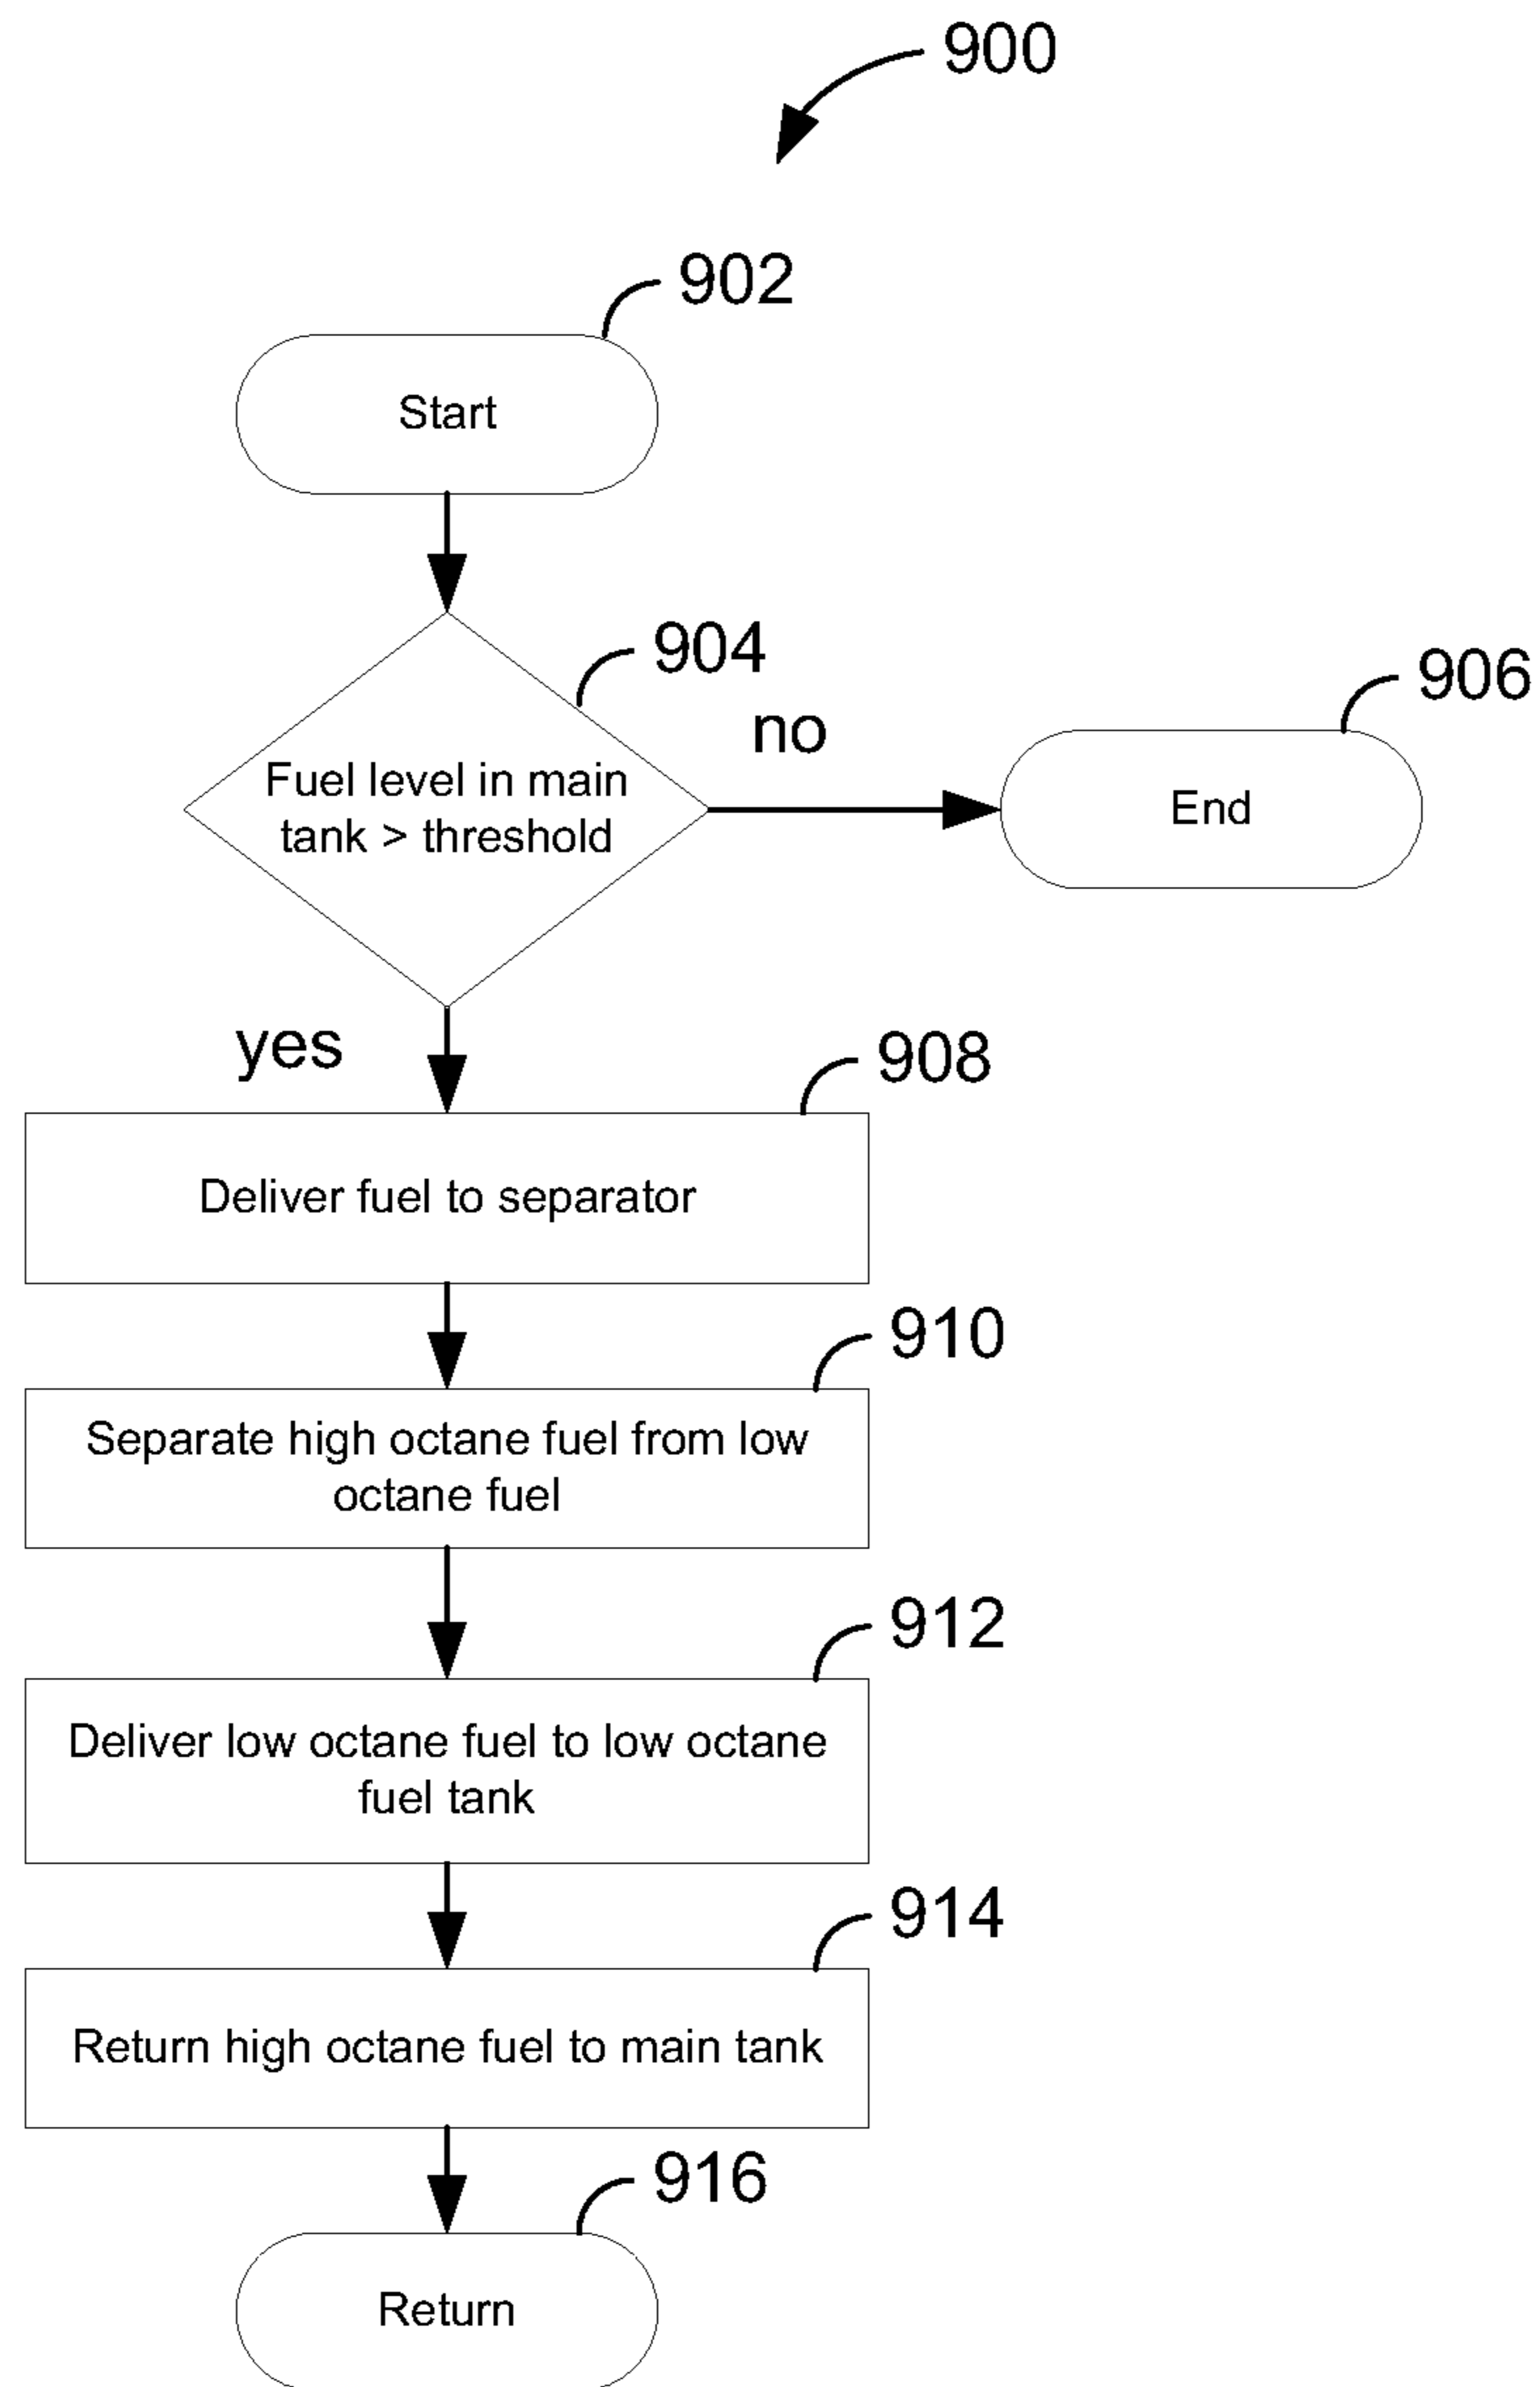 900
902
Start
904
no
906
Fuel level in main
tank > threshold
End
yes
908
Deliver fuel to separator
910
Separate high octane fuel from low
octane fuel
912
Deliver low octane fuel to low octane
fuel tank
914
Return high octane fuel to main tank
916
Return